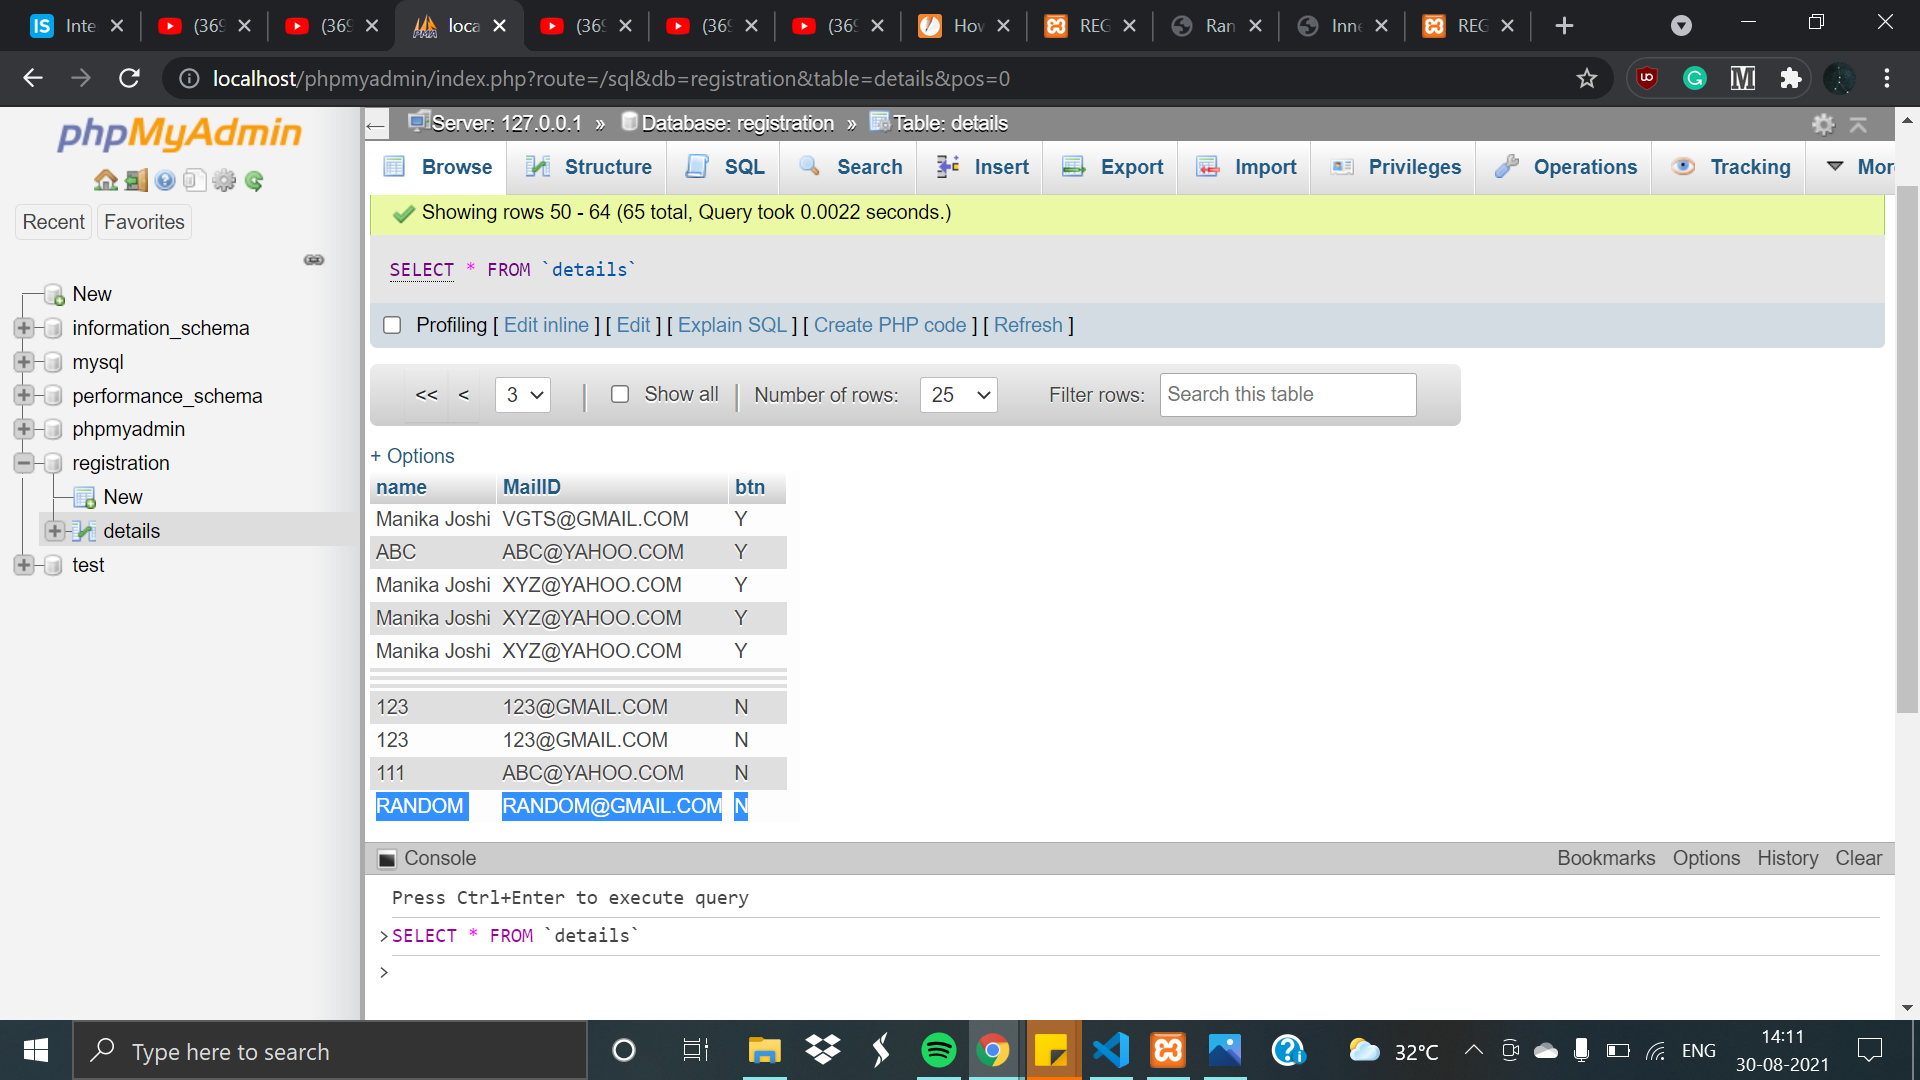 Inte
(369
(369
loca
(369
(369
(369
How
REG
Ran
Inne
REG
localhost/phpmyadmin/index.php?route=/sql&db=registration&table=details&pos=0
phpMyAdmin
Recent Favorites
New
information_schema
mysql
performance_schema
phpmyadmin
registration
New
details
test
Server: 127.0.0.1 » Database: registration » Table: details
Browse Structure SQL Search Insert Export Import Privileges Operations Tracking More
Showing rows 50 - 64 (65 total, Query took 0.0022 seconds.)
SELECT * FROM `details`
Profiling [ Edit inline ] [ Edit ] [ Explain SQL ] [ Create PHP code ] [ Refresh ]
<< < 3 | Show all | Number of rows: 25 Filter rows: Search this table
+ Options
name MailID btn
Manika Joshi VGTS@GMAIL.COM Y
ABC ABC@YAHOO.COM Y
Manika Joshi XYZ@YAHOO.COM Y
Manika Joshi XYZ@YAHOO.COM Y
Manika Joshi XYZ@YAHOO.COM Y
123 123@GMAIL.COM N
123 123@GMAIL.COM N
111 ABC@YAHOO.COM N
RANDOM RANDOM@GMAIL.COM N
Console Bookmarks Options History Clear
Press Ctrl+Enter to execute query
>SELECT * FROM `details`
>
Type here to search
32°C ENG
14:11
30-08-2021